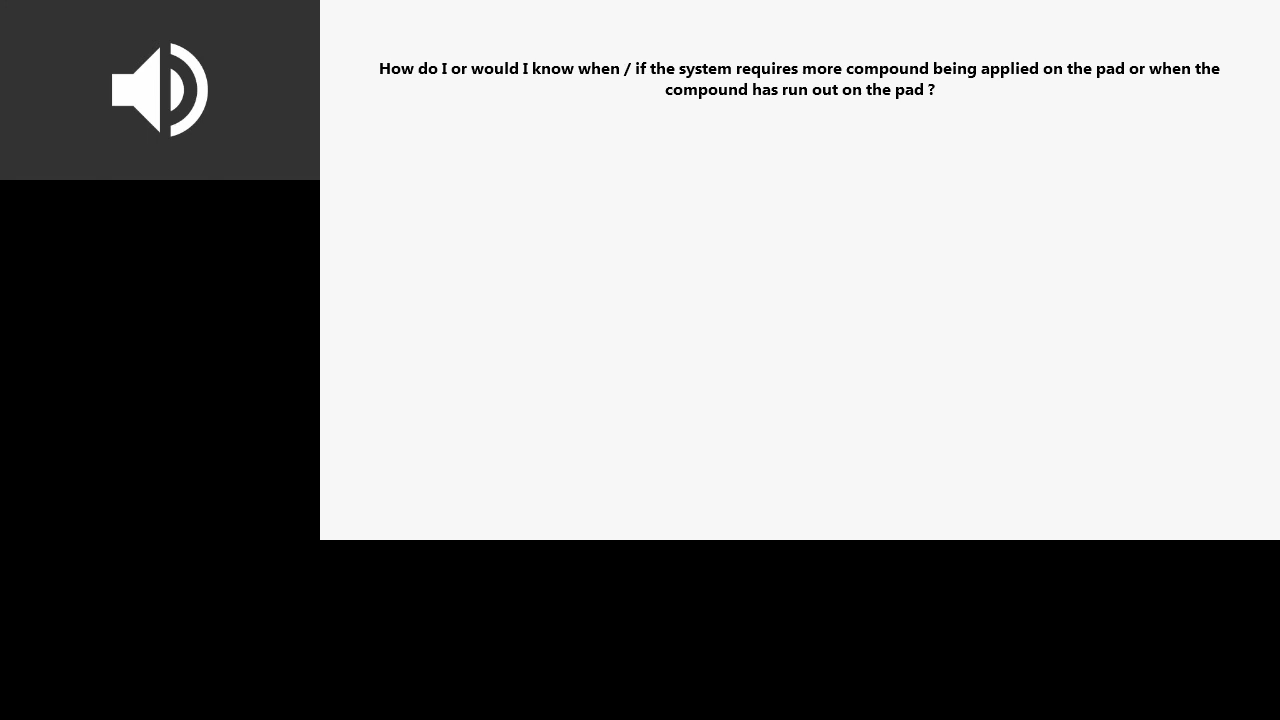 How do I or would I know when / if the system requires more compound being applied on the pad or when the
compound has run out on the pad ?